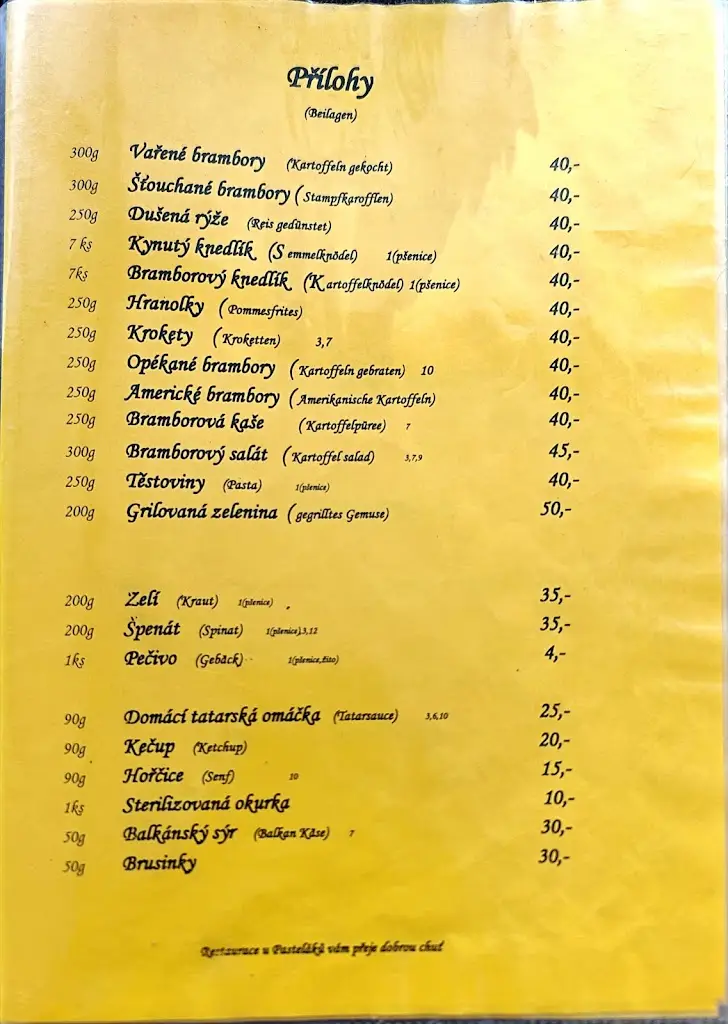 Přílohy
(Beilagen)
300g Vařené brambory (Kartoffeln gekocht) 40,-
300g Šťouchané brambory (Stampfkarofflen) 40,-
250g Dušená rýže (Reis gedünstet) 40,-
7 ks Kynutý knedlík (S emmelknödel) 1(pšenice) 40,-
7ks Bramborový knedlík (Kartoffelknödel) 1(pšenice) 40,-
250g Hranolky (Pommesfrites) 40,-
250g Krokety (Kroketten) 3,7 40,-
250g Opékané brambory (Kartoffeln gebraten) 10 40,-
250g Americké brambory (Amerikanische Kartoffeln) 40,-
250g Bramborová kaše (Kartoffelpüree) 7 40,-
300g Bramborový salát (Kartoffel salad) 3,7,9 45,-
250g Těstoviny (Pasta) 1(pšenice) 40,-
200g Grilovaná zelenina (gegrilltes Gemuse) 50,-
200g Zelí (Kraut) 1(pšenice) 35,-
200g Špenát (Spinat) 1(pšenice),3,12 35,-
1ks Pečivo (Gebäck) 1(pšenice,žito) 4,-
90g Domácí tatarská omáčka (Tatarsauce) 3,6,10 25,-
90g Kečup (Ketchup) 20,-
90g Hořčice (Senf) 10 15,-
1ks Sterilizovaná okurka 10,-
50g Balkánský sýr (Balkan Käse) 7 30,-
50g Brusinky 30,-
Restaurace u Pasteláků vám přeje dobrou chuť